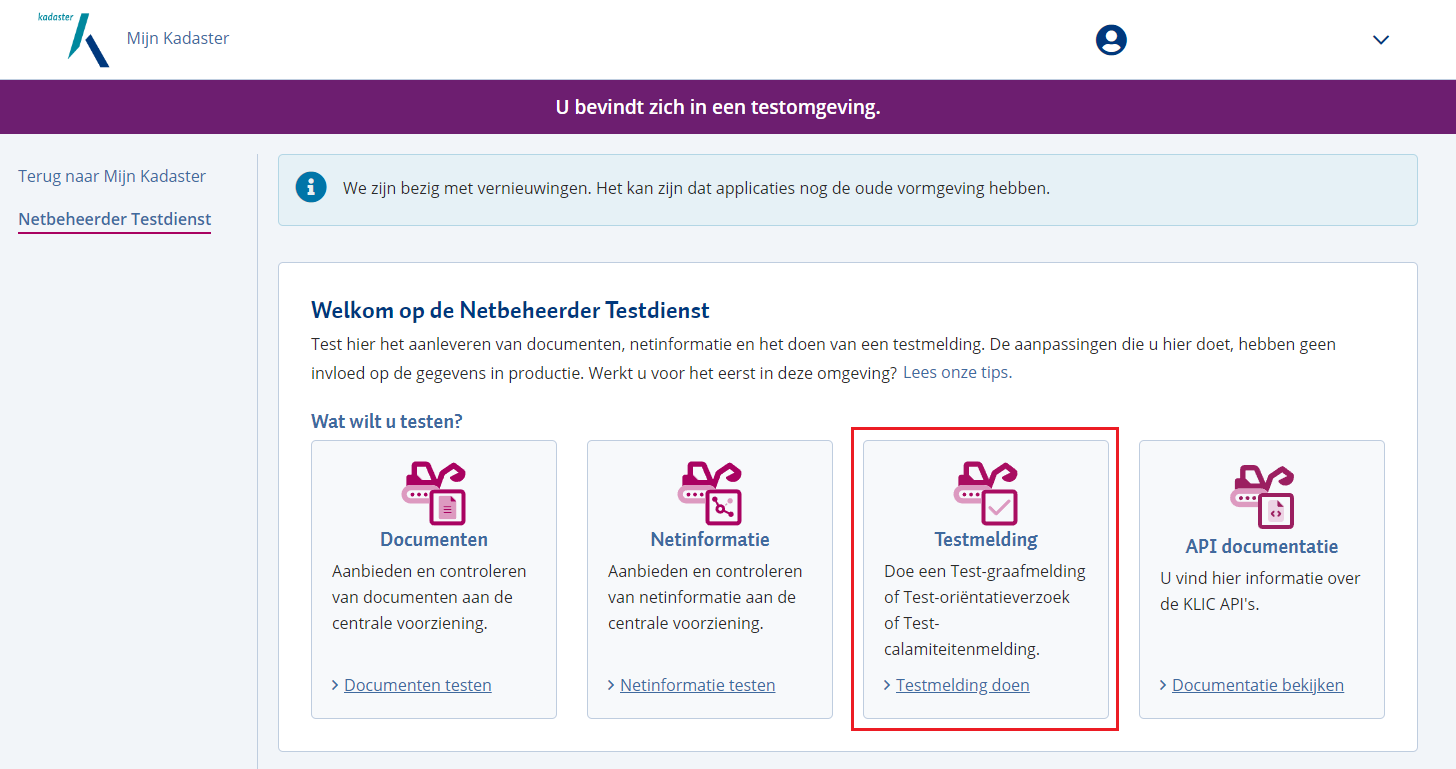 kadaster
Mijn Kadaster
U bevindt zich in een testomgeving.
Terug naar Mijn Kadaster
Netbeheerder Testdienst
We zijn bezig met vernieuwingen. Het kan zijn dat applicaties nog de oude vormgeving hebben.
Welkom op de Netbeheerder Testdienst
Test hier het aanleveren van documenten, netinformatie en het doen van een testmelding. De aanpassingen die u hier doet, hebben geen
invloed op de gegevens in productie. Werkt u voor het eerst in deze omgeving? Lees onze tips.
Wat wilt u testen?
Documenten
Aanbieden en controleren
van documenten aan de
centrale voorziening.
Documenten testen
Netinformatie
Aanbieden en controleren
van netinformatie aan de
centrale voorziening.
Netinformatie testen
Testmelding
Doe een Test-graafmelding
of Test-oriëntatieverzoek
of Test-
calamiteitenmelding.
Testmelding doen
API documentatie
U vind hier informatie over
de KLIC API's.
Documentatie bekijken